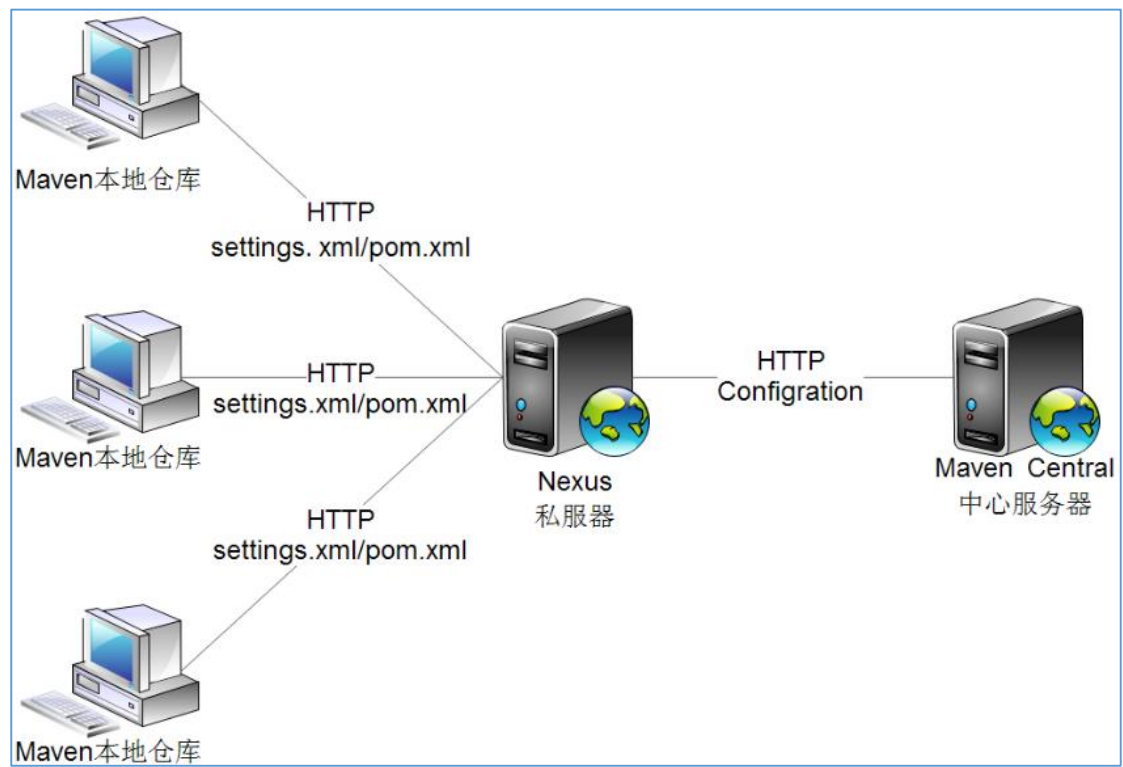 Maven本地仓库
HTTP
settings. xml/pom.xml
HTTP
settings.xml/pom.xml
Maven本地仓库
HTTP
settings.xml/pom.xml
Maven本地仓库
Nexus
私服器
HTTP
Configration
Maven Central
中心服务器